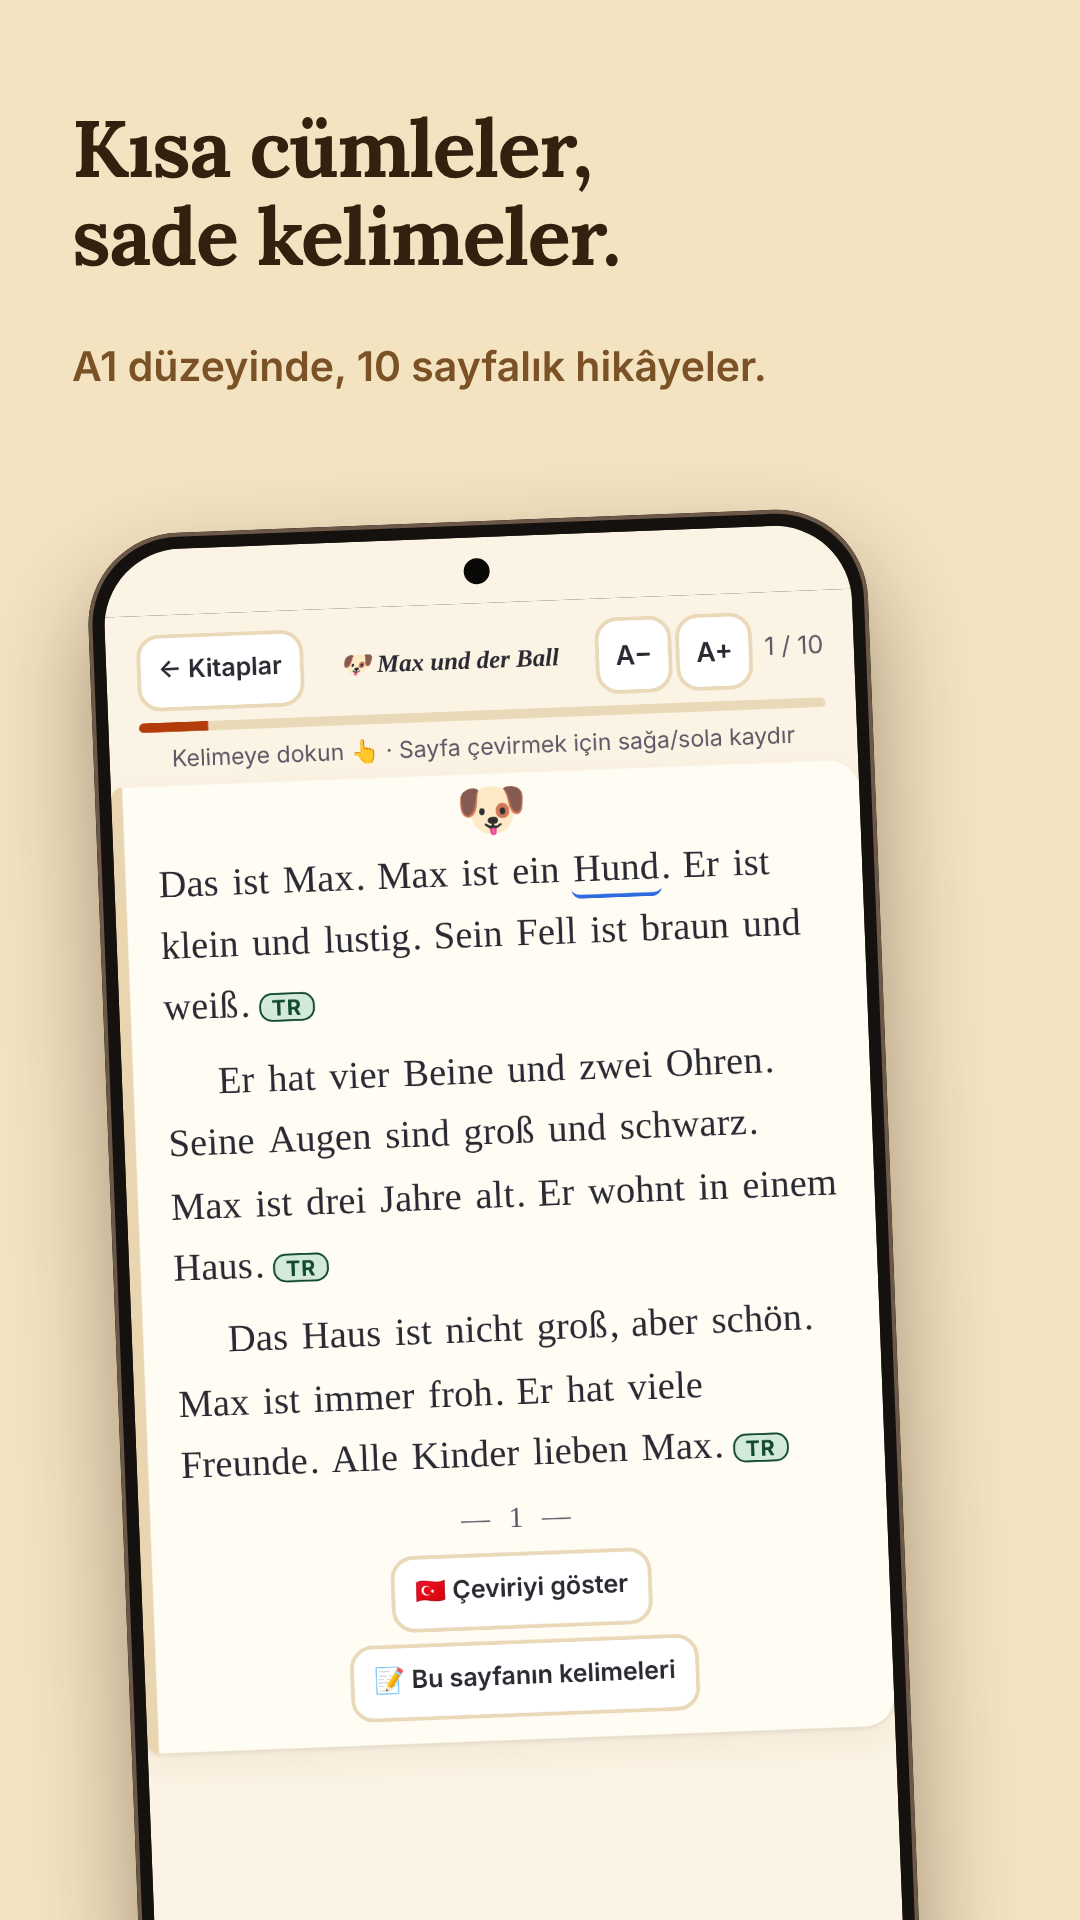 Kısa cümleler,
sade kelimeler.
A1 düzeyinde, 10 sayfalık hikâyeler.
← Kitaplar
Max und der Ball
A−
A+
1 / 10
Kelimeye dokun 👆 · Sayfa çevirmek için sağa/sola kaydır
Das ist Max. Max ist ein Hund. Er ist
klein und lustig. Sein Fell ist braun und
weiß. TR
Er hat vier Beine und zwei Ohren.
Seine Augen sind groß und schwarz.
Max ist drei Jahre alt. Er wohnt in einem
Haus. TR
Das Haus ist nicht groß, aber schön.
Max ist immer froh. Er hat viele
Freunde. Alle Kinder lieben Max. TR
— 1 —
Çeviriyi göster
Bu sayfanın kelimeleri